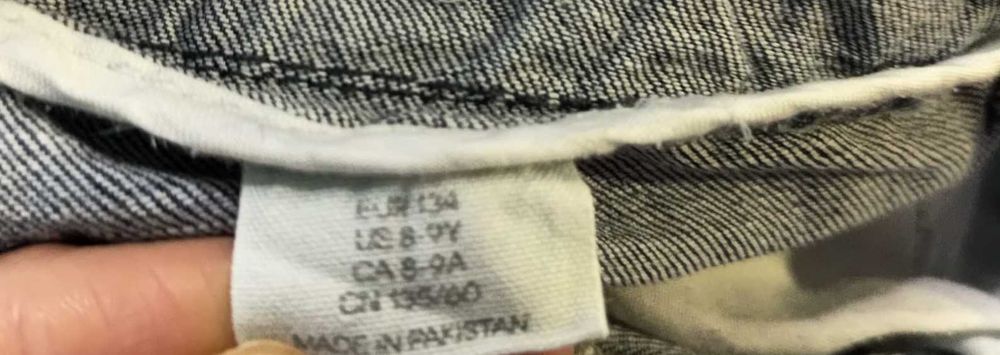 EUR 134
US 8-9Y
CA 8-9A
CN 135/60
MADE IN PAKISTAN